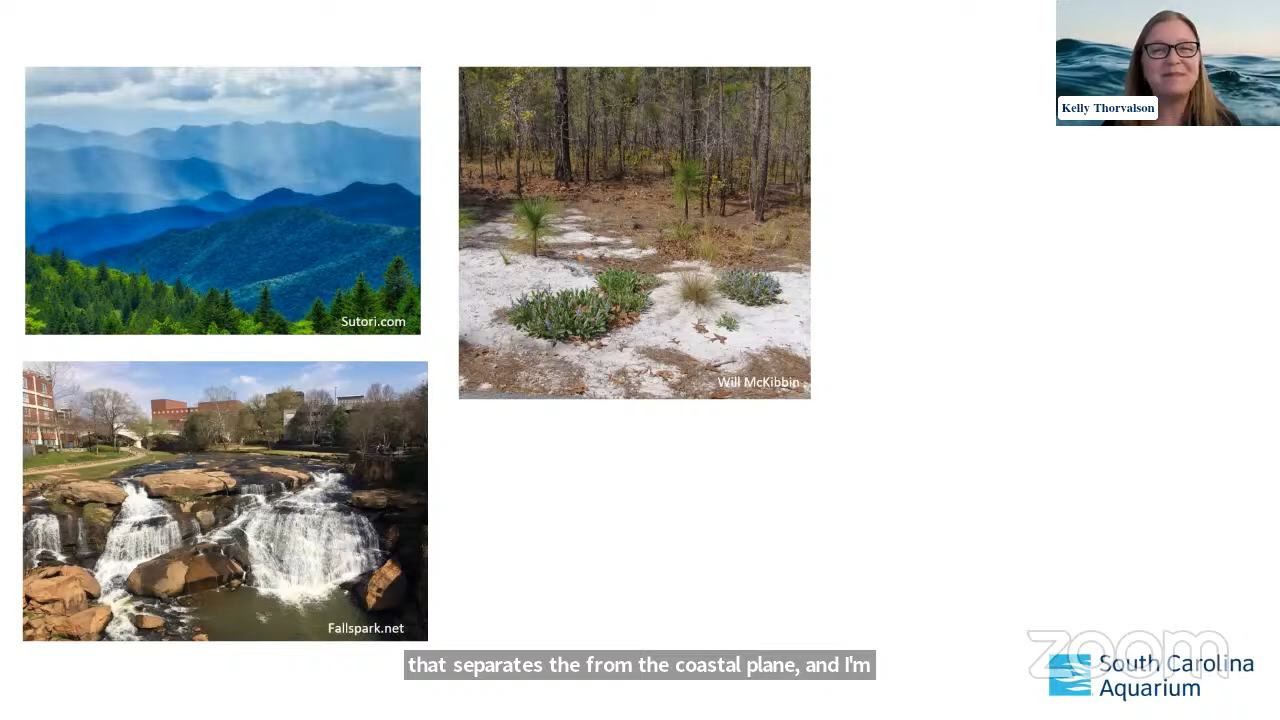 Kelly Thorvalson
Sutori.com
Will McKibbin
Fallspark.net
that separates the from the coastal plane, and I'm
zoom
South Carolina
Aquarium